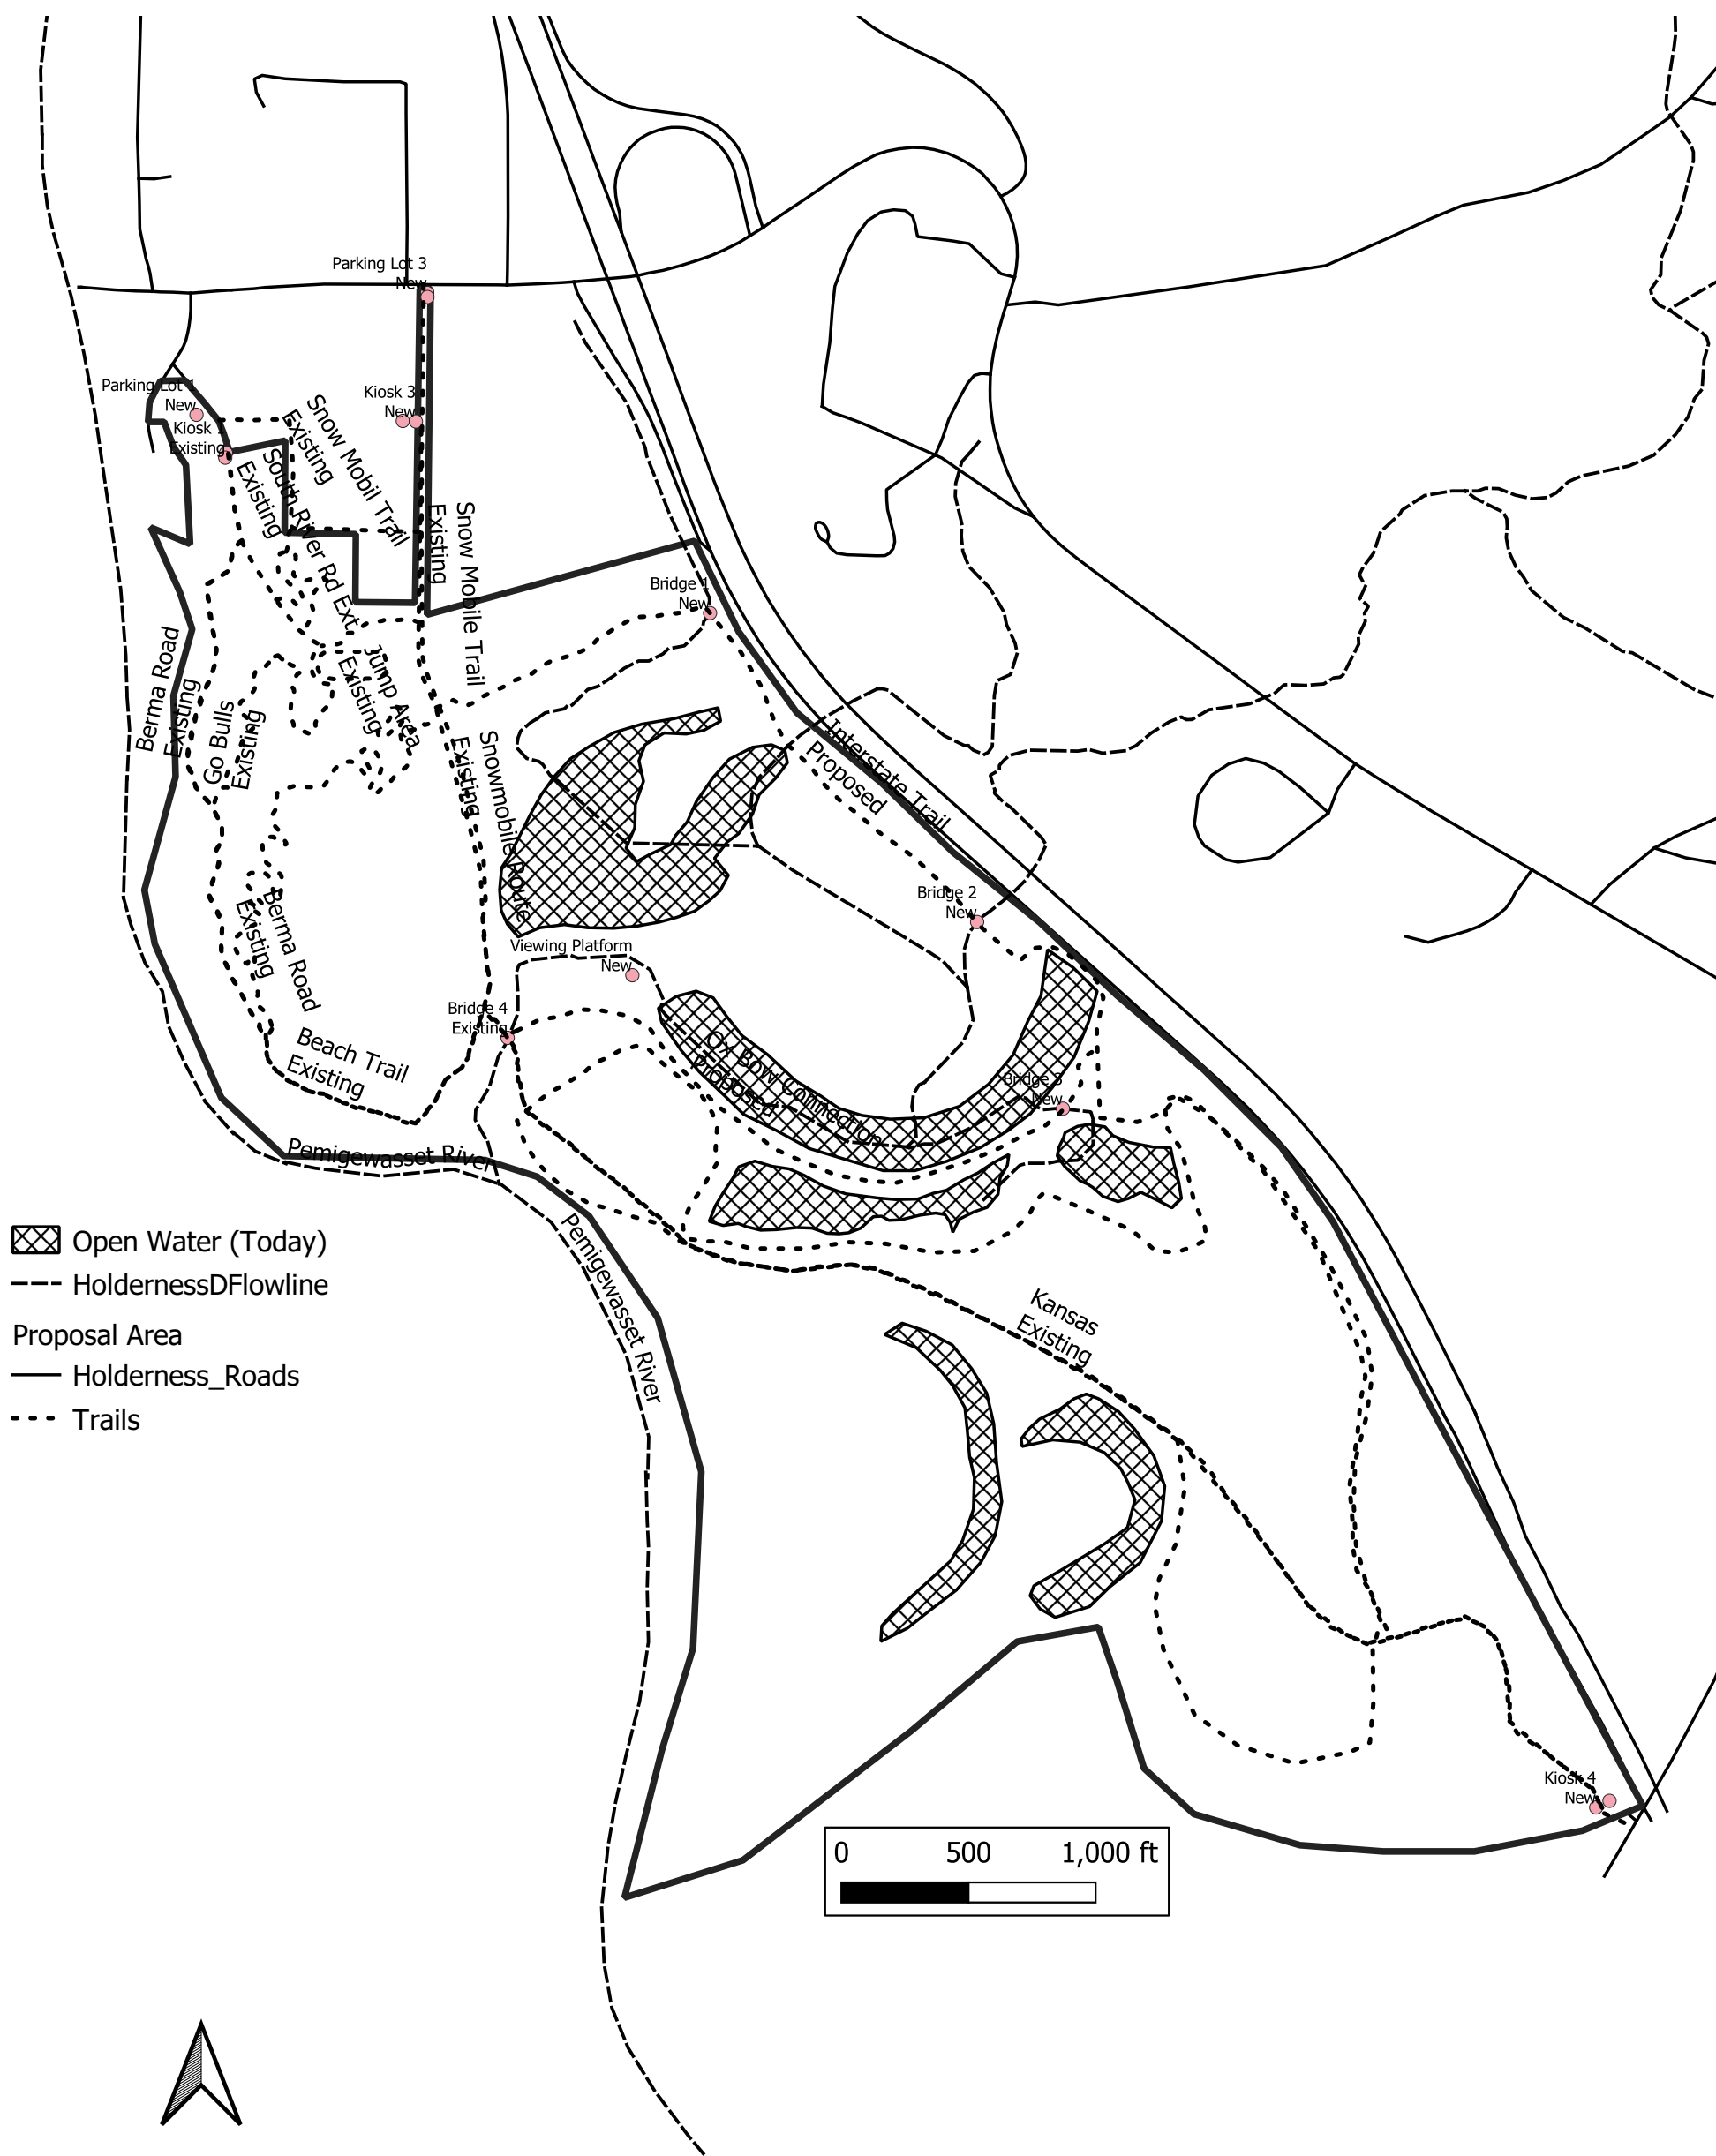 Parking Lot 3
New
Parking Lot 1
New
Kiosk 3
New
Kiosk 1
Existing
Snow Mobil Trail
Existing
South River Rd Ext
Existing
Snow Mobile Trail
Existing
Bridge 1
New
Berma Road
Existing
Go Bulls
Existing
Jump Area
Existing
Snowmobile Route
Existing
Interstate Trail
Proposed
Bridge 2
New
Berma Road
Existing
Viewing Platform
New
Bridge 4
Existing
Beach Trail
Existing
Ox Bow Connection
Proposed
Bridge 3
New
Pemigewasset River
Pemigewasset River
Kansas
Existing
Open Water (Today)
HoldernessDFlowline
Proposal Area
Holderness_Roads
Trails
Kiosk 4
New
0 500 1,000 ft